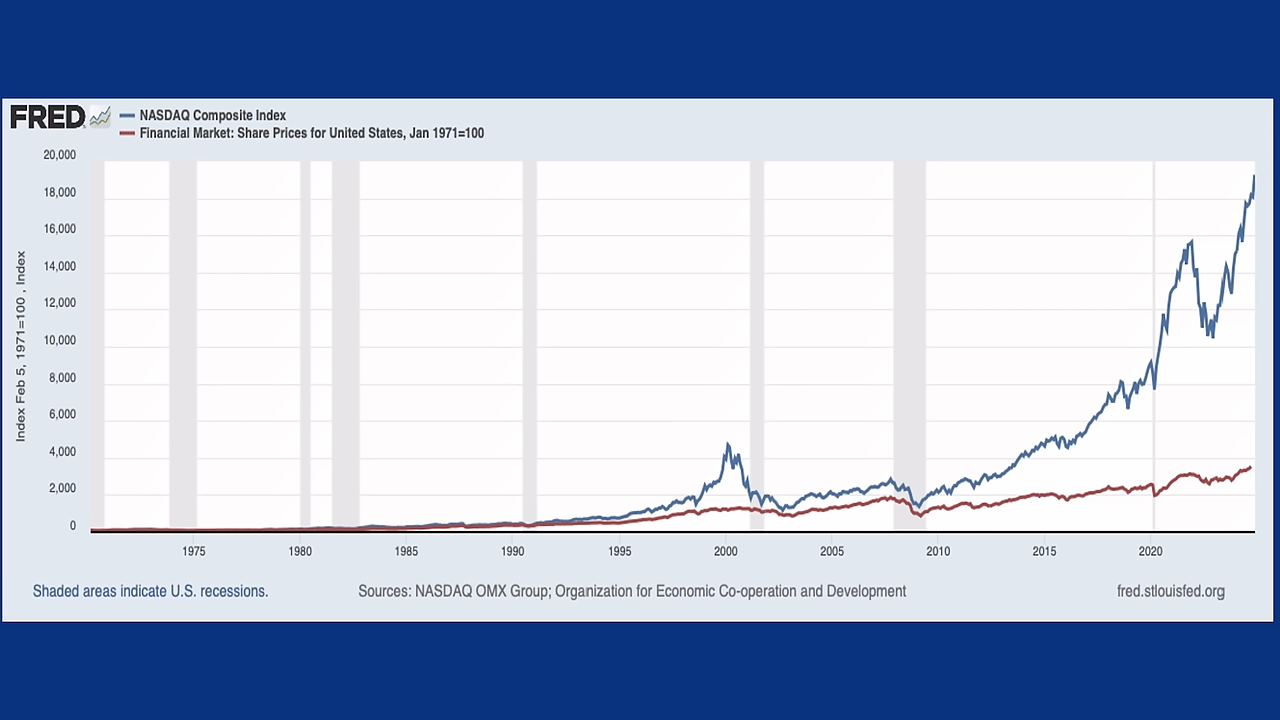 FRED
NASDAQ Composite Index
Financial Market: Share Prices for United States, Jan 1971=100
20,000
18,000
16,000
14,000
12,000
10,000
8,000
6,000
4,000
2,000
0
Index Feb 5, 1971=100 , Index
1975 1980 1985 1990 1995 2000 2005 2010 2015 2020
Shaded areas indicate U.S. recessions. Sources: NASDAQ OMX Group; Organization for Economic Co-operation and Development fred.stlouisfed.org